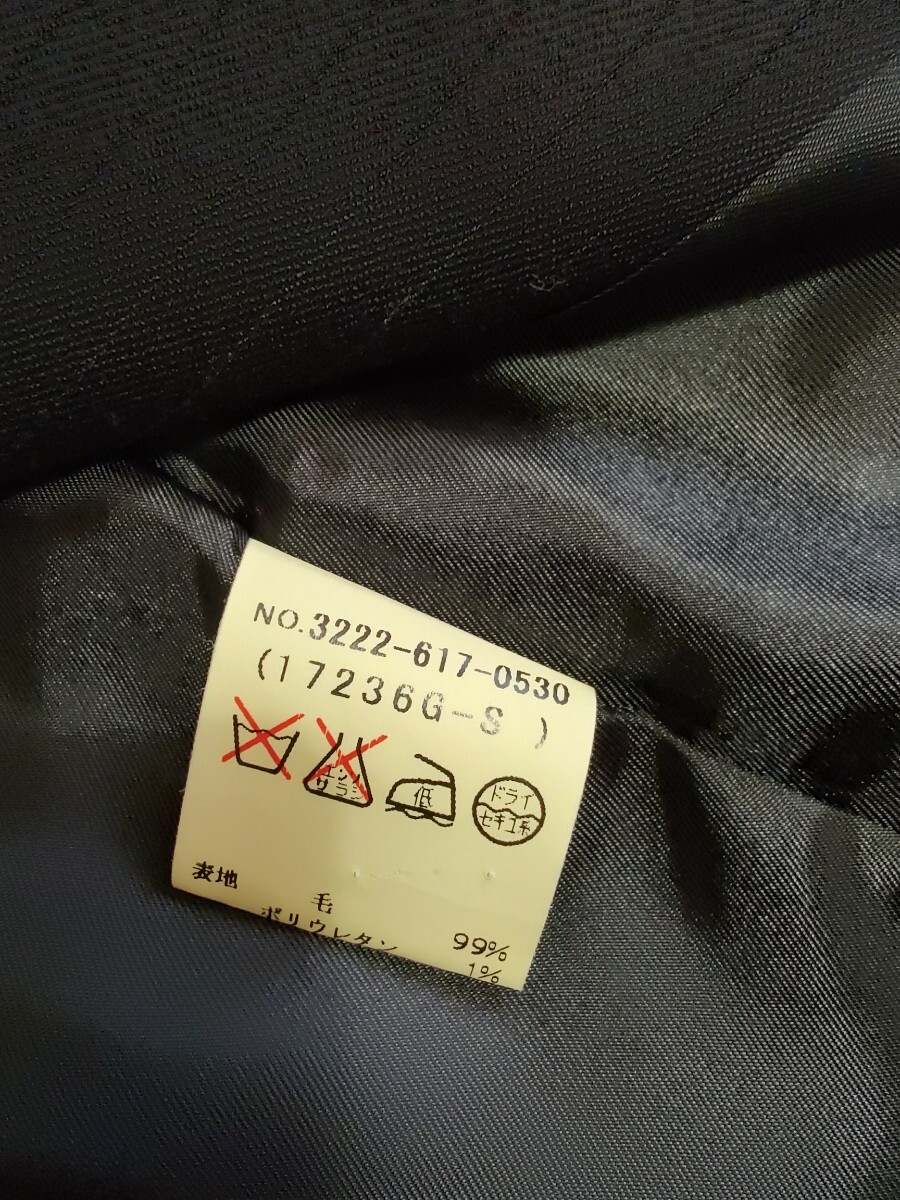 NO.3222-617-0530
(17236G-S )
エンソ
サラシ
低
ドライ
セキユ系
表地
毛 99%
ポリウレタン 1%